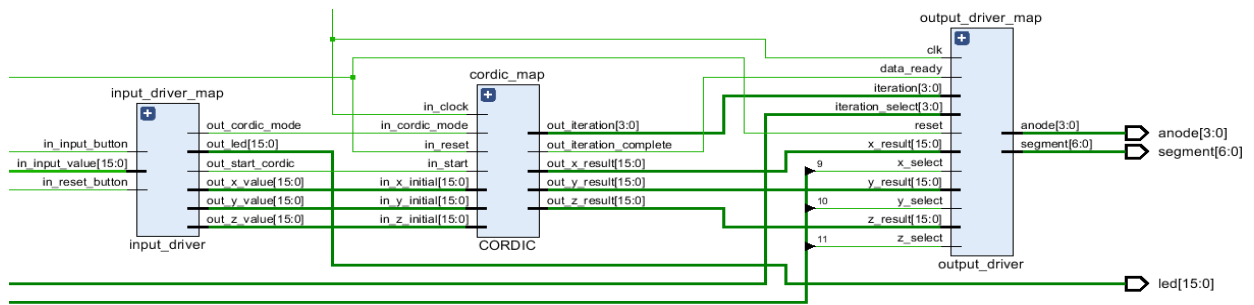 output_driver_map
clk
data_ready
iteration[3:0]
iteration_select[3:0]
reset
x_result[15:0]
x_select
y_result[15:0]
y_select
z_result[15:0]
z_select
9
10
11
anode[3:0]
segment[6:0]
output_driver
anode[3:0]
segment[6:0]
led[15:0]
cordic_map
in_clock
in_cordic_mode
in_reset
in_start
in_x_initial[15:0]
in_y_initial[15:0]
in_z_initial[15:0]
out_iteration[3:0]
out_iteration_complete
out_x_result[15:0]
out_y_result[15:0]
out_z_result[15:0]
CORDIC
input_driver_map
in_input_button
in_input_value[15:0]
in_reset_button
out_cordic_mode
out_led[15:0]
out_start_cordic
out_x_value[15:0]
out_y_value[15:0]
out_z_value[15:0]
input_driver